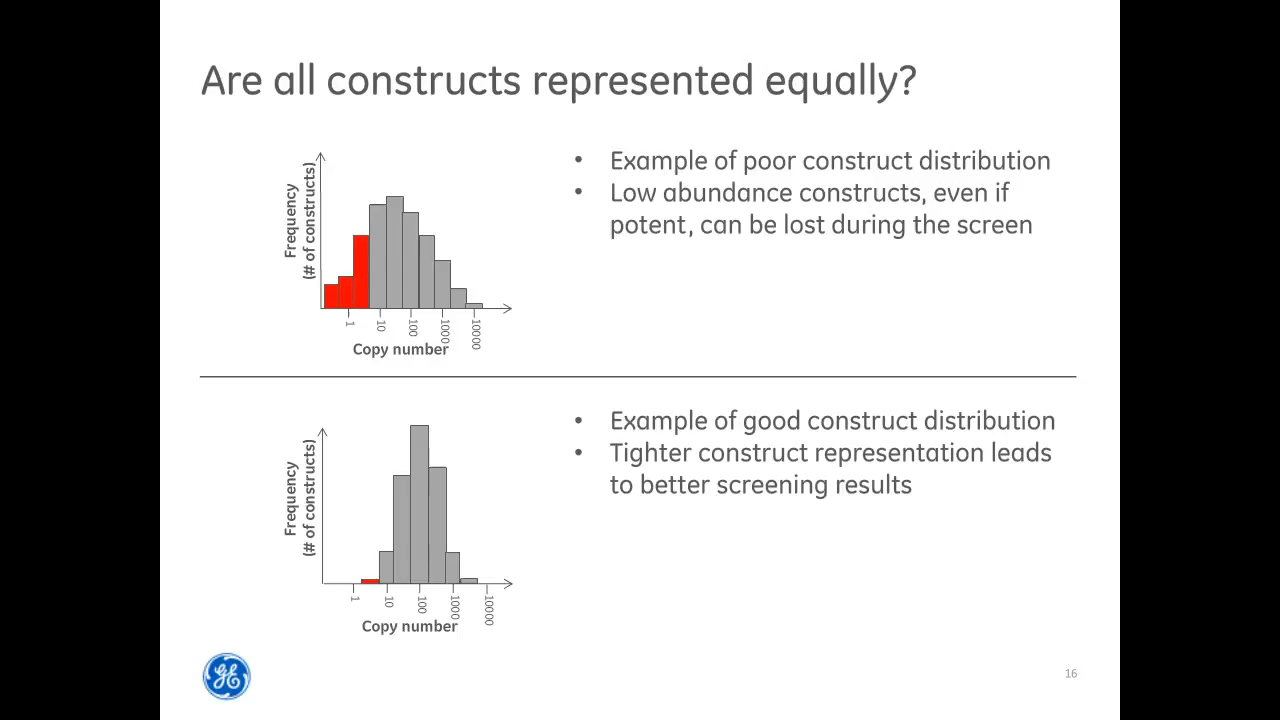 Are all constructs represented equally?
Frequency
(# of constructs)
1
10
100
1000
10000
Copy number
• Example of poor construct distribution
• Low abundance constructs, even if
potent, can be lost during the screen
Frequency
(# of constructs)
1
10
100
1000
10000
Copy number
• Example of good construct distribution
• Tighter construct representation leads
to better screening results
GE
16